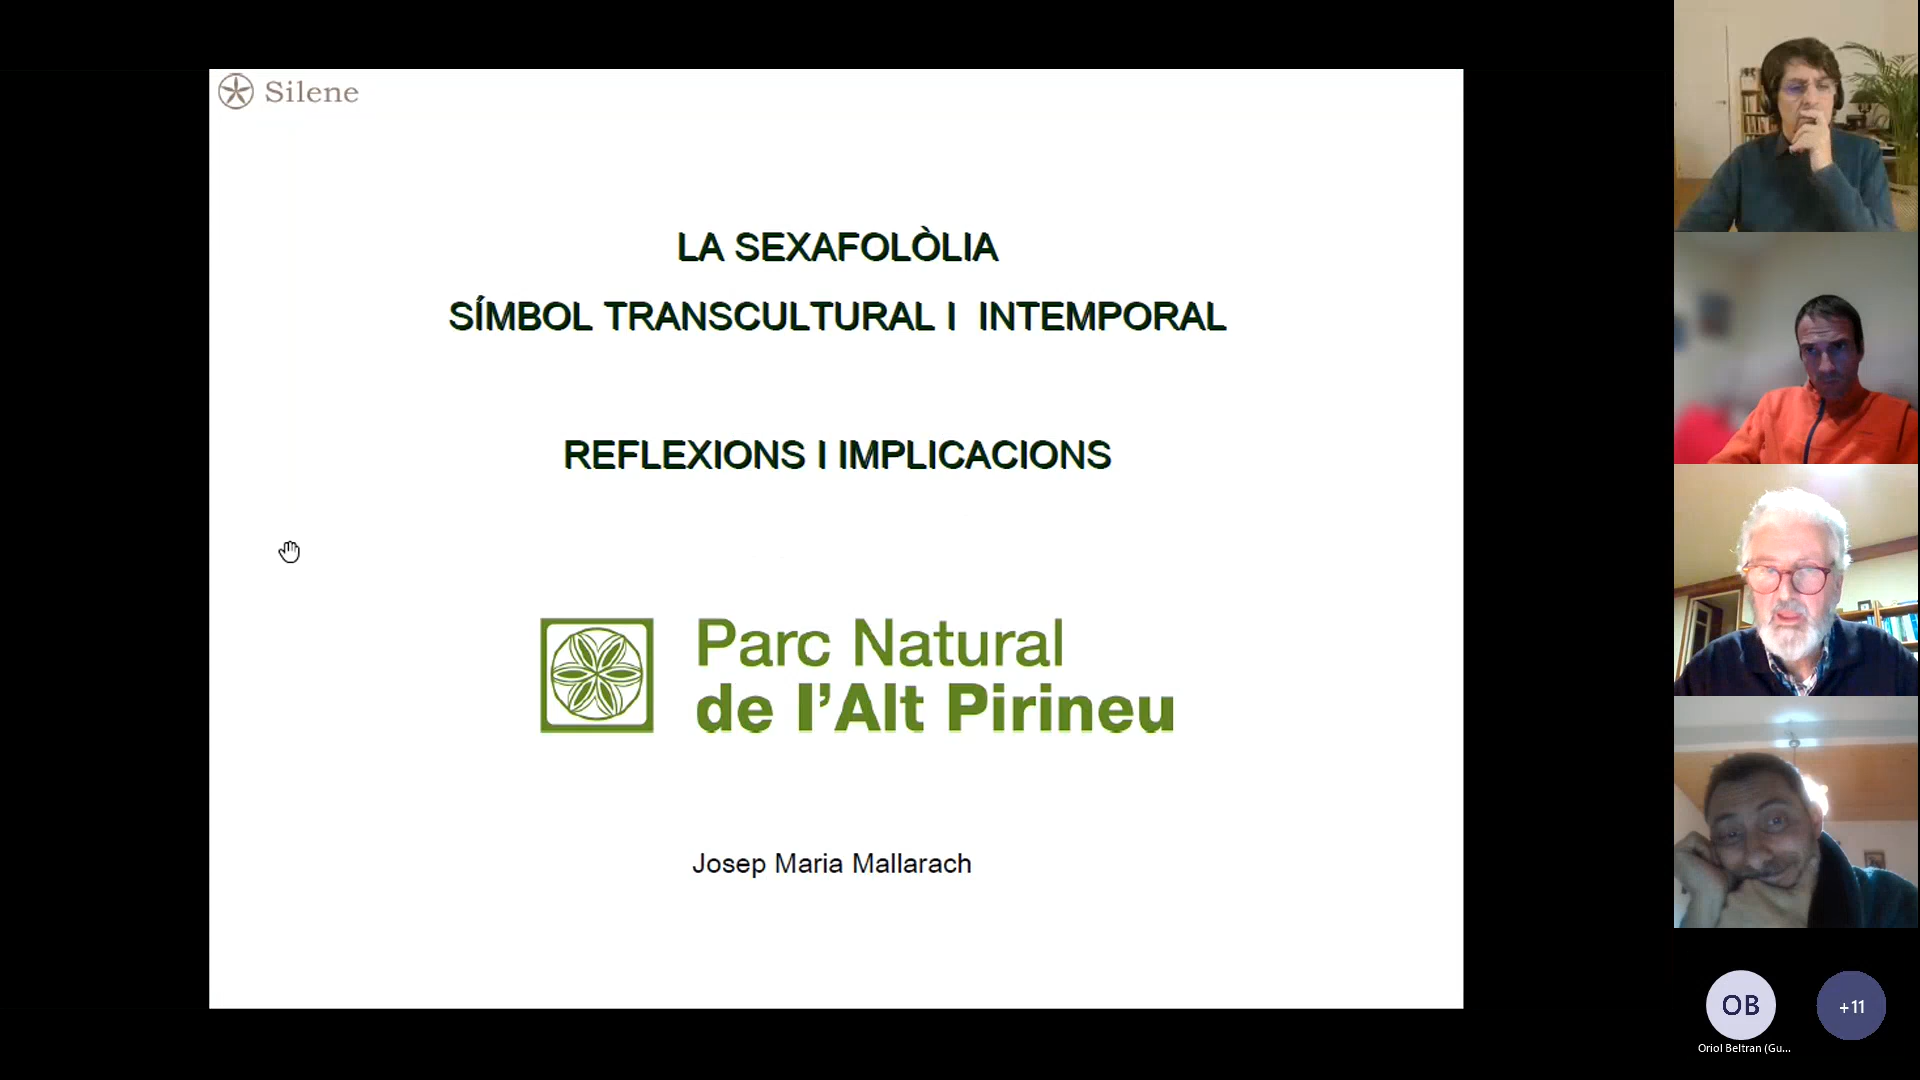 Silene
LA SEXAFOLÒLIA
SÍMBOL TRANSCULTURAL I INTEMPORAL
REFLEXIONS I IMPLICACIONS
Parc Natural
de l'Alt Pirineu
Josep Maria Mallarach
OB
+11
Oriol Beltran (Gu...